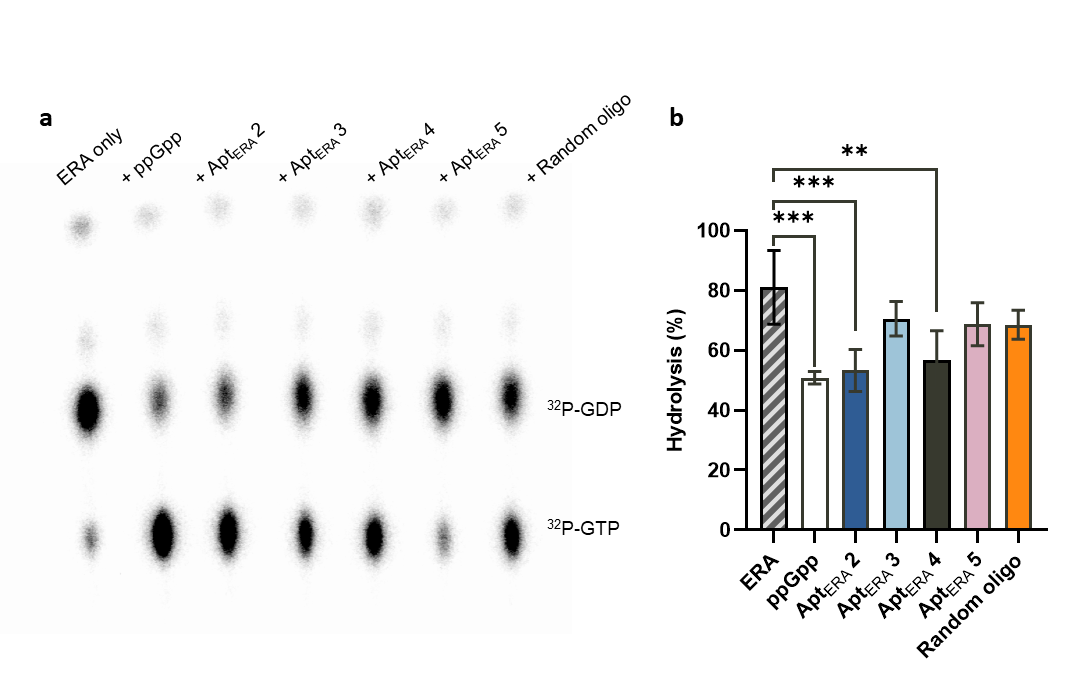 a
ERA only
+ ppGpp
+ AptERA 2
+ AptERA 3
+ AptERA 4
+ AptERA 5
+ Random oligo
32P-GDP
32P-GTP
b
**
***
***
100
80
60
40
20
0
Hydrolysis (%)
ERA
ppGpp
AptERA 2
AptERA 3
AptERA 4
AptERA 5
Random oligo